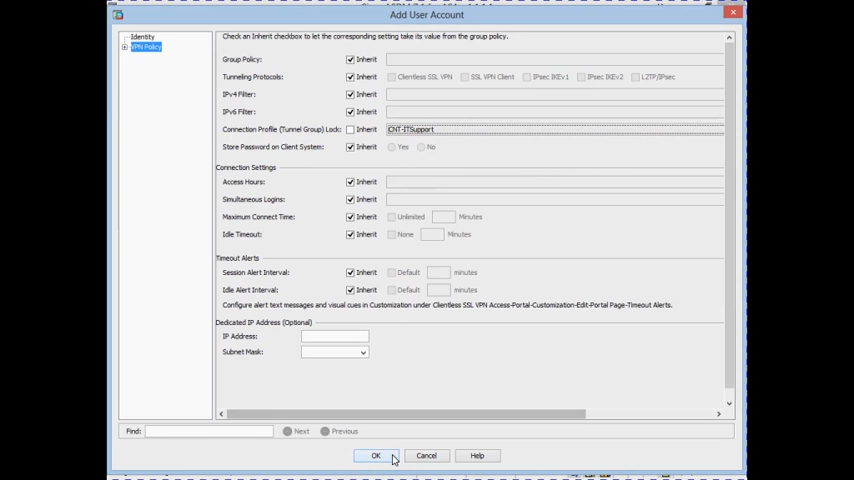 Add User Account
Identity
VPN Policy
Check an Inherit checkbox to let the corresponding setting take its value from the group policy.
Group Policy: Inherit
Tunneling Protocols: Inherit Clientless SSL VPN SSL VPN Client IPsec IKEv1 IPsec IKEv2 L2TP/IPsec
IPv4 Filter: Inherit
IPv6 Filter: Inherit
Connection Profile (Tunnel Group) Lock: Inherit CNT-ITSupport
Store Password on Client System: Inherit Yes No
Connection Settings
Access Hours: Inherit
Simultaneous Logins: Inherit
Maximum Connect Time: Inherit Unlimited Minutes
Idle Timeout: Inherit None Minutes
Timeout Alerts
Session Alert Interval: Inherit Default minutes
Idle Alert Interval: Inherit Default minutes
Configure alert text messages and visual cues in Customization under Clientless SSL VPN Access-Portal-Customization-Edit-Portal Page-Timeout Alerts.
Dedicated IP Address (Optional)
IP Address:
Subnet Mask:
Find: Next Previous
OK Cancel Help